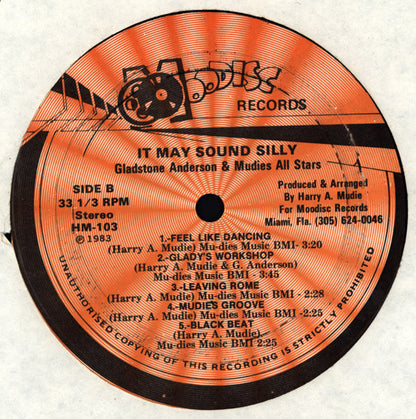 MOODISC
RECORDS
IT MAY SOUND SILLY
Gladstone Anderson & Mudies All Stars
SIDE B
33 1/3 RPM
Stereo
HM-103
℗1983
Produced & Arranged
By Harry A. Mudie
For Moodisc Records
Miami, Fla. (305) 624-0046
1.-FEEL LIKE DANCING
(Harry A. Mudie) Mu-dies Music BMI- 3:20
2.-GLADY'S WORKSHOP
(Harry A. Mudie & G. Anderson)
Mu-dies Music BMI - 3:45
3.-LEAVING ROME
(Harry A. Mudie) Mu-dies Music BMI - 2:28
4.-MUDIE'S GROOVE
(Harry A. Mudie) Mu-dies Music BMI -2:25
5.-BLACK BEAT
(Harry A. Mudie)
Mu-dies Music BMI 2:25
UNAUTHORISED COPYING OF THIS RECORDING IS STRICTLY PROHIBITED